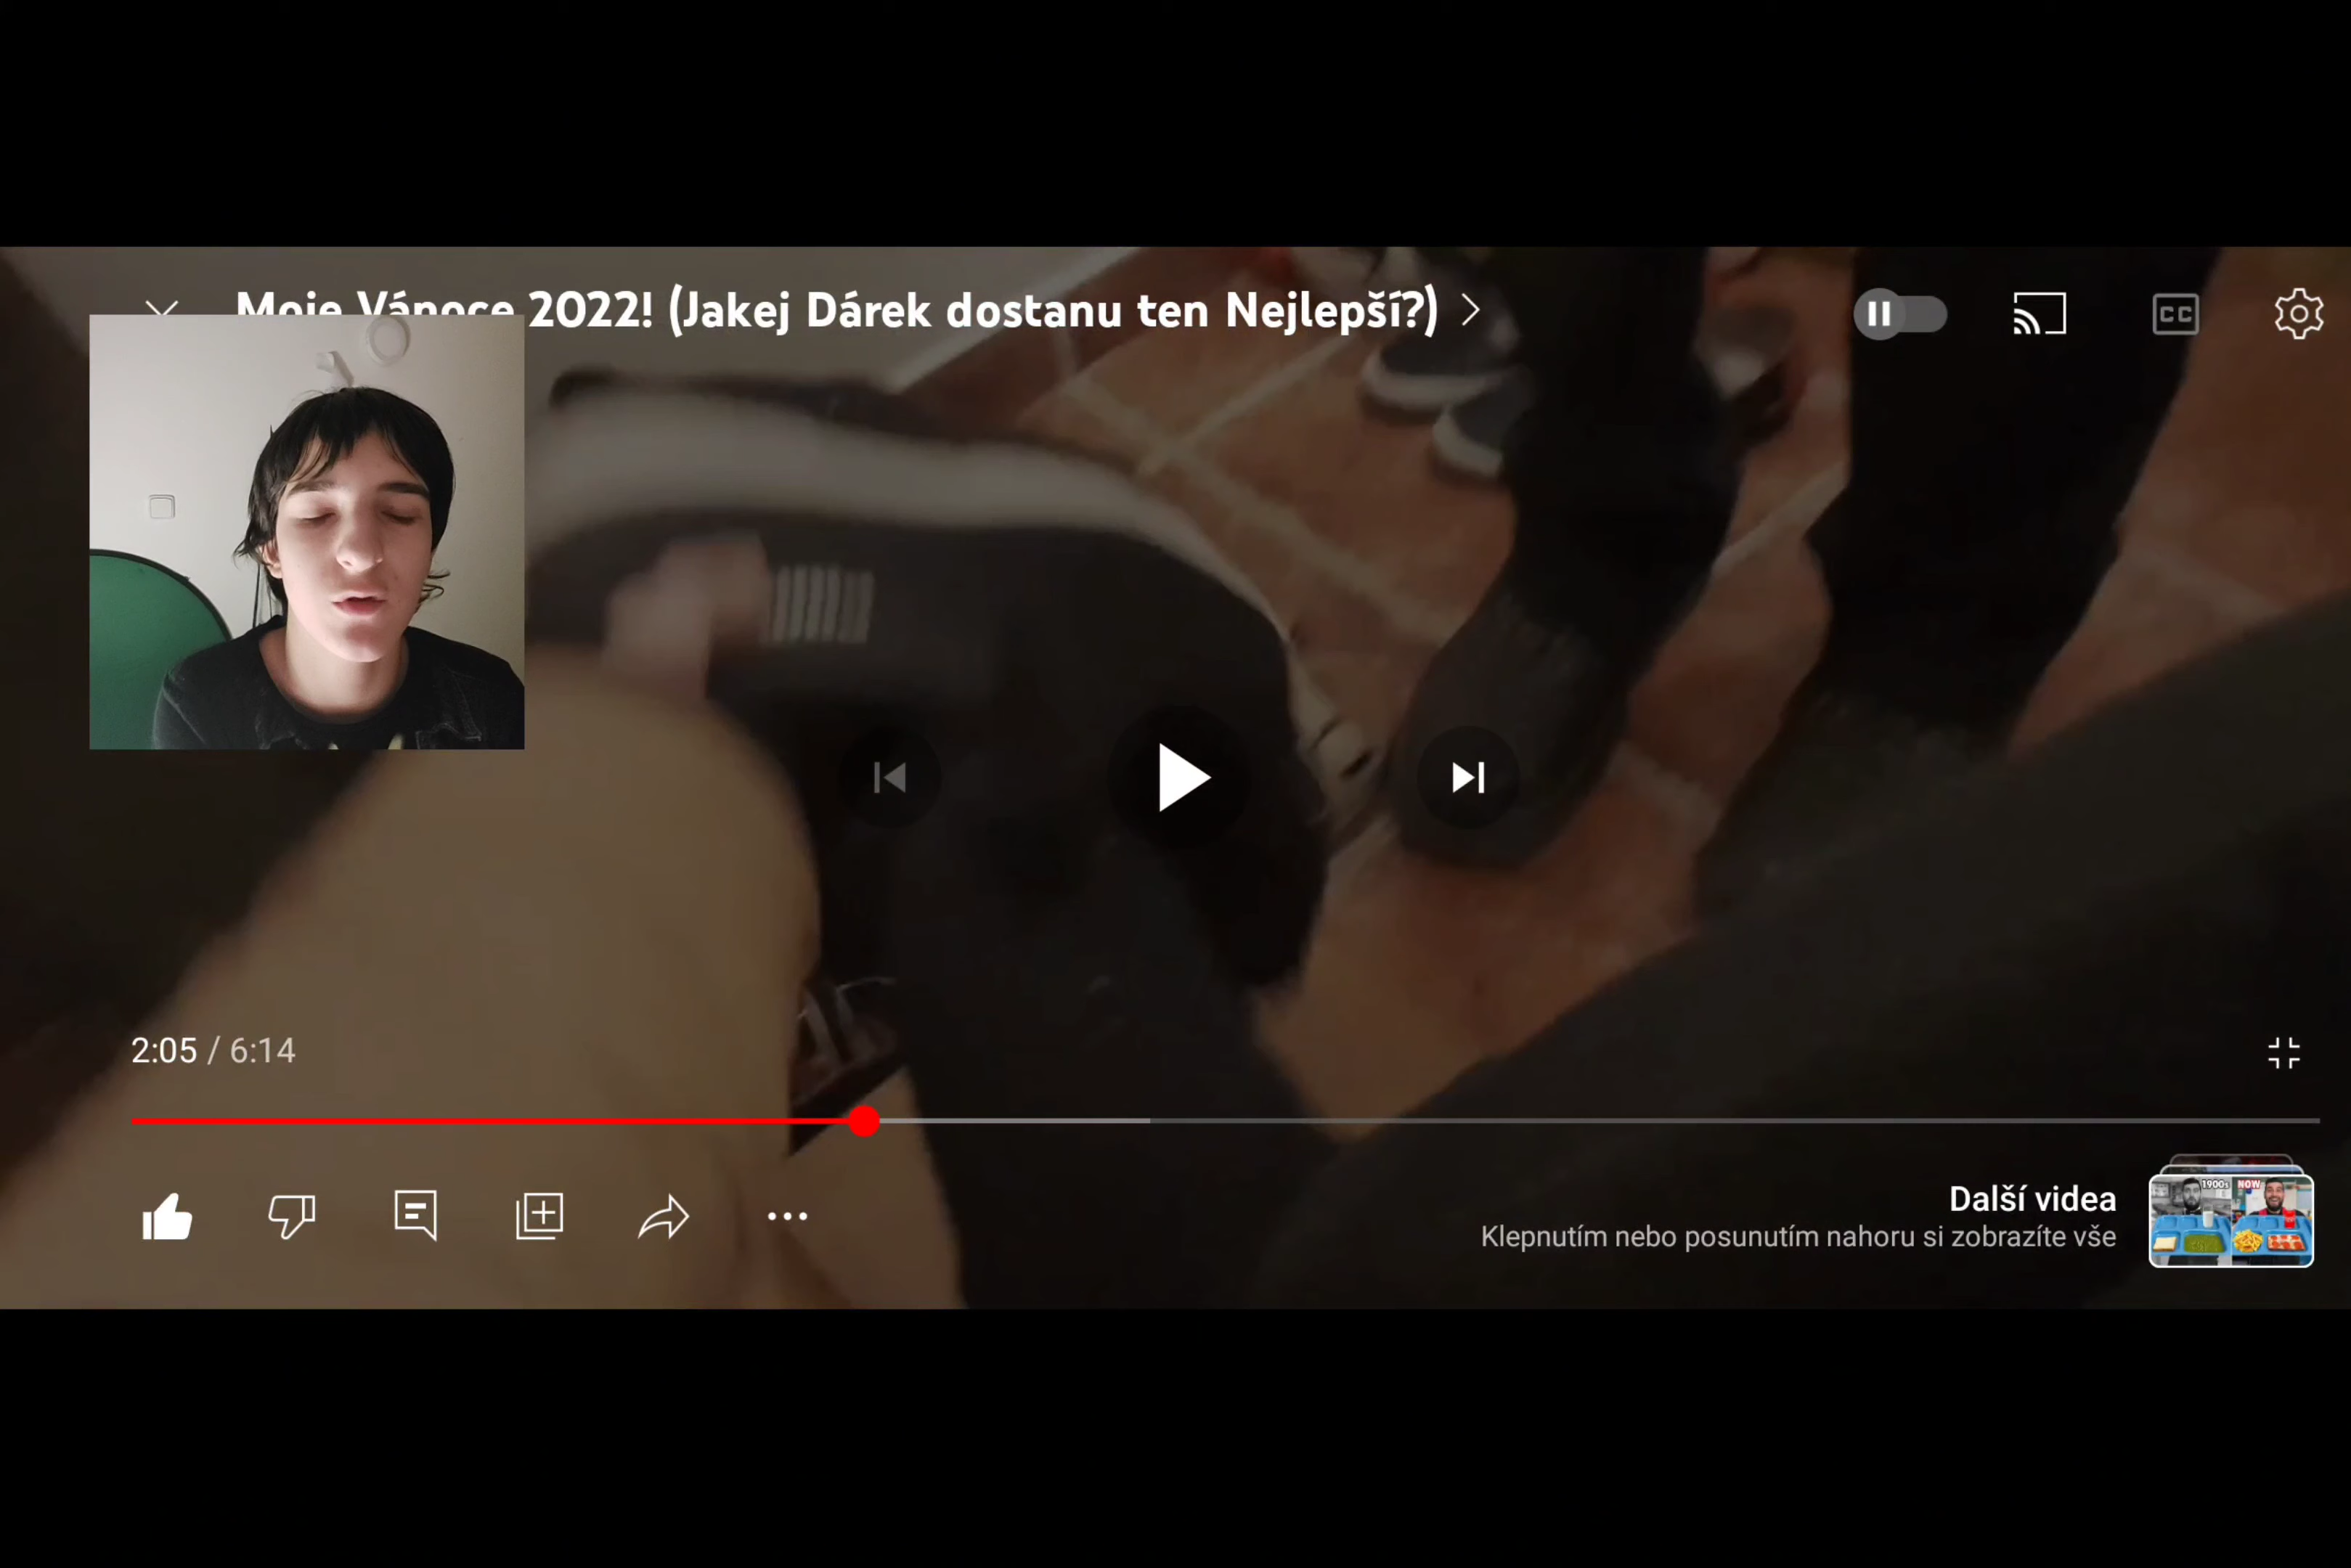 Moje Vánoce 2022! (Jakej Dárek dostanu ten Nejlepší?)
CC
2:05 / 6:14
Další videa
Klepnutím nebo posunutím nahoru si zobrazíte vše
1900s NOW